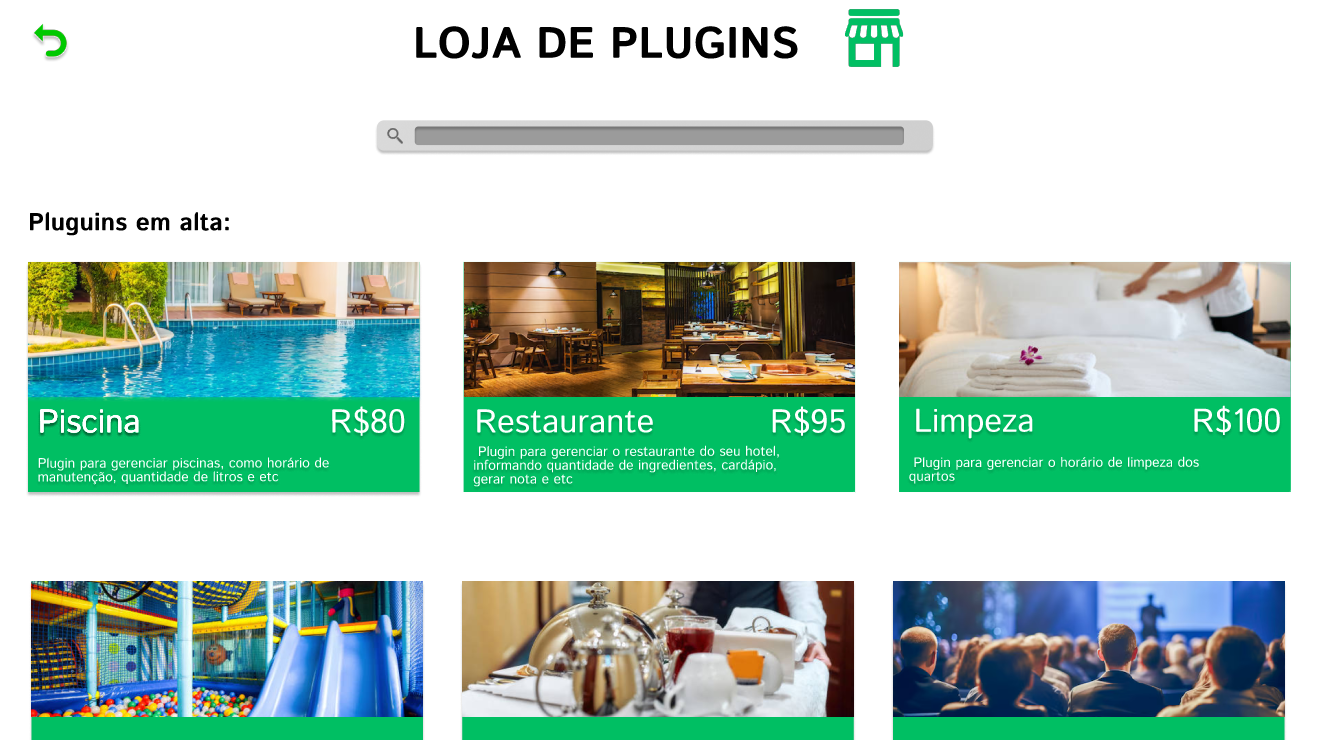 LOJA DE PLUGINS
Pluguins em alta:
Piscina R$80
Plugin para gerenciar piscinas, como horário de
manutenção, quantidade de litros e etc
Restaurante R$95
Plugin para gerenciar o restaurante do seu hotel,
informando quantidade de ingredientes, cardápio,
gerar nota e etc
Limpeza R$100
Plugin para gerenciar o horário de limpeza dos
quartos